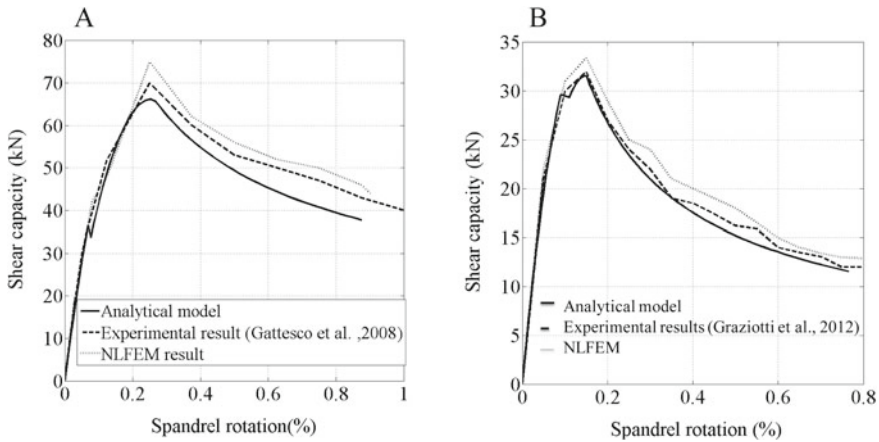 A
Shear capacity (kN)
80
70
60
50
40
30
20
10
0
0 0.2 0.4 0.6 0.8 1
Spandrel rotation(%)
Analytical model
Experimental result (Gattesco et al. ,2008)
NLFEM result
B
Shear capacity (kN)
35
30
25
20
15
10
5
0
0 0.2 0.4 0.6 0.8
Spandrel rotation (%)
Analytical model
Experimental results (Graziotti et al., 2012)
NLFEM